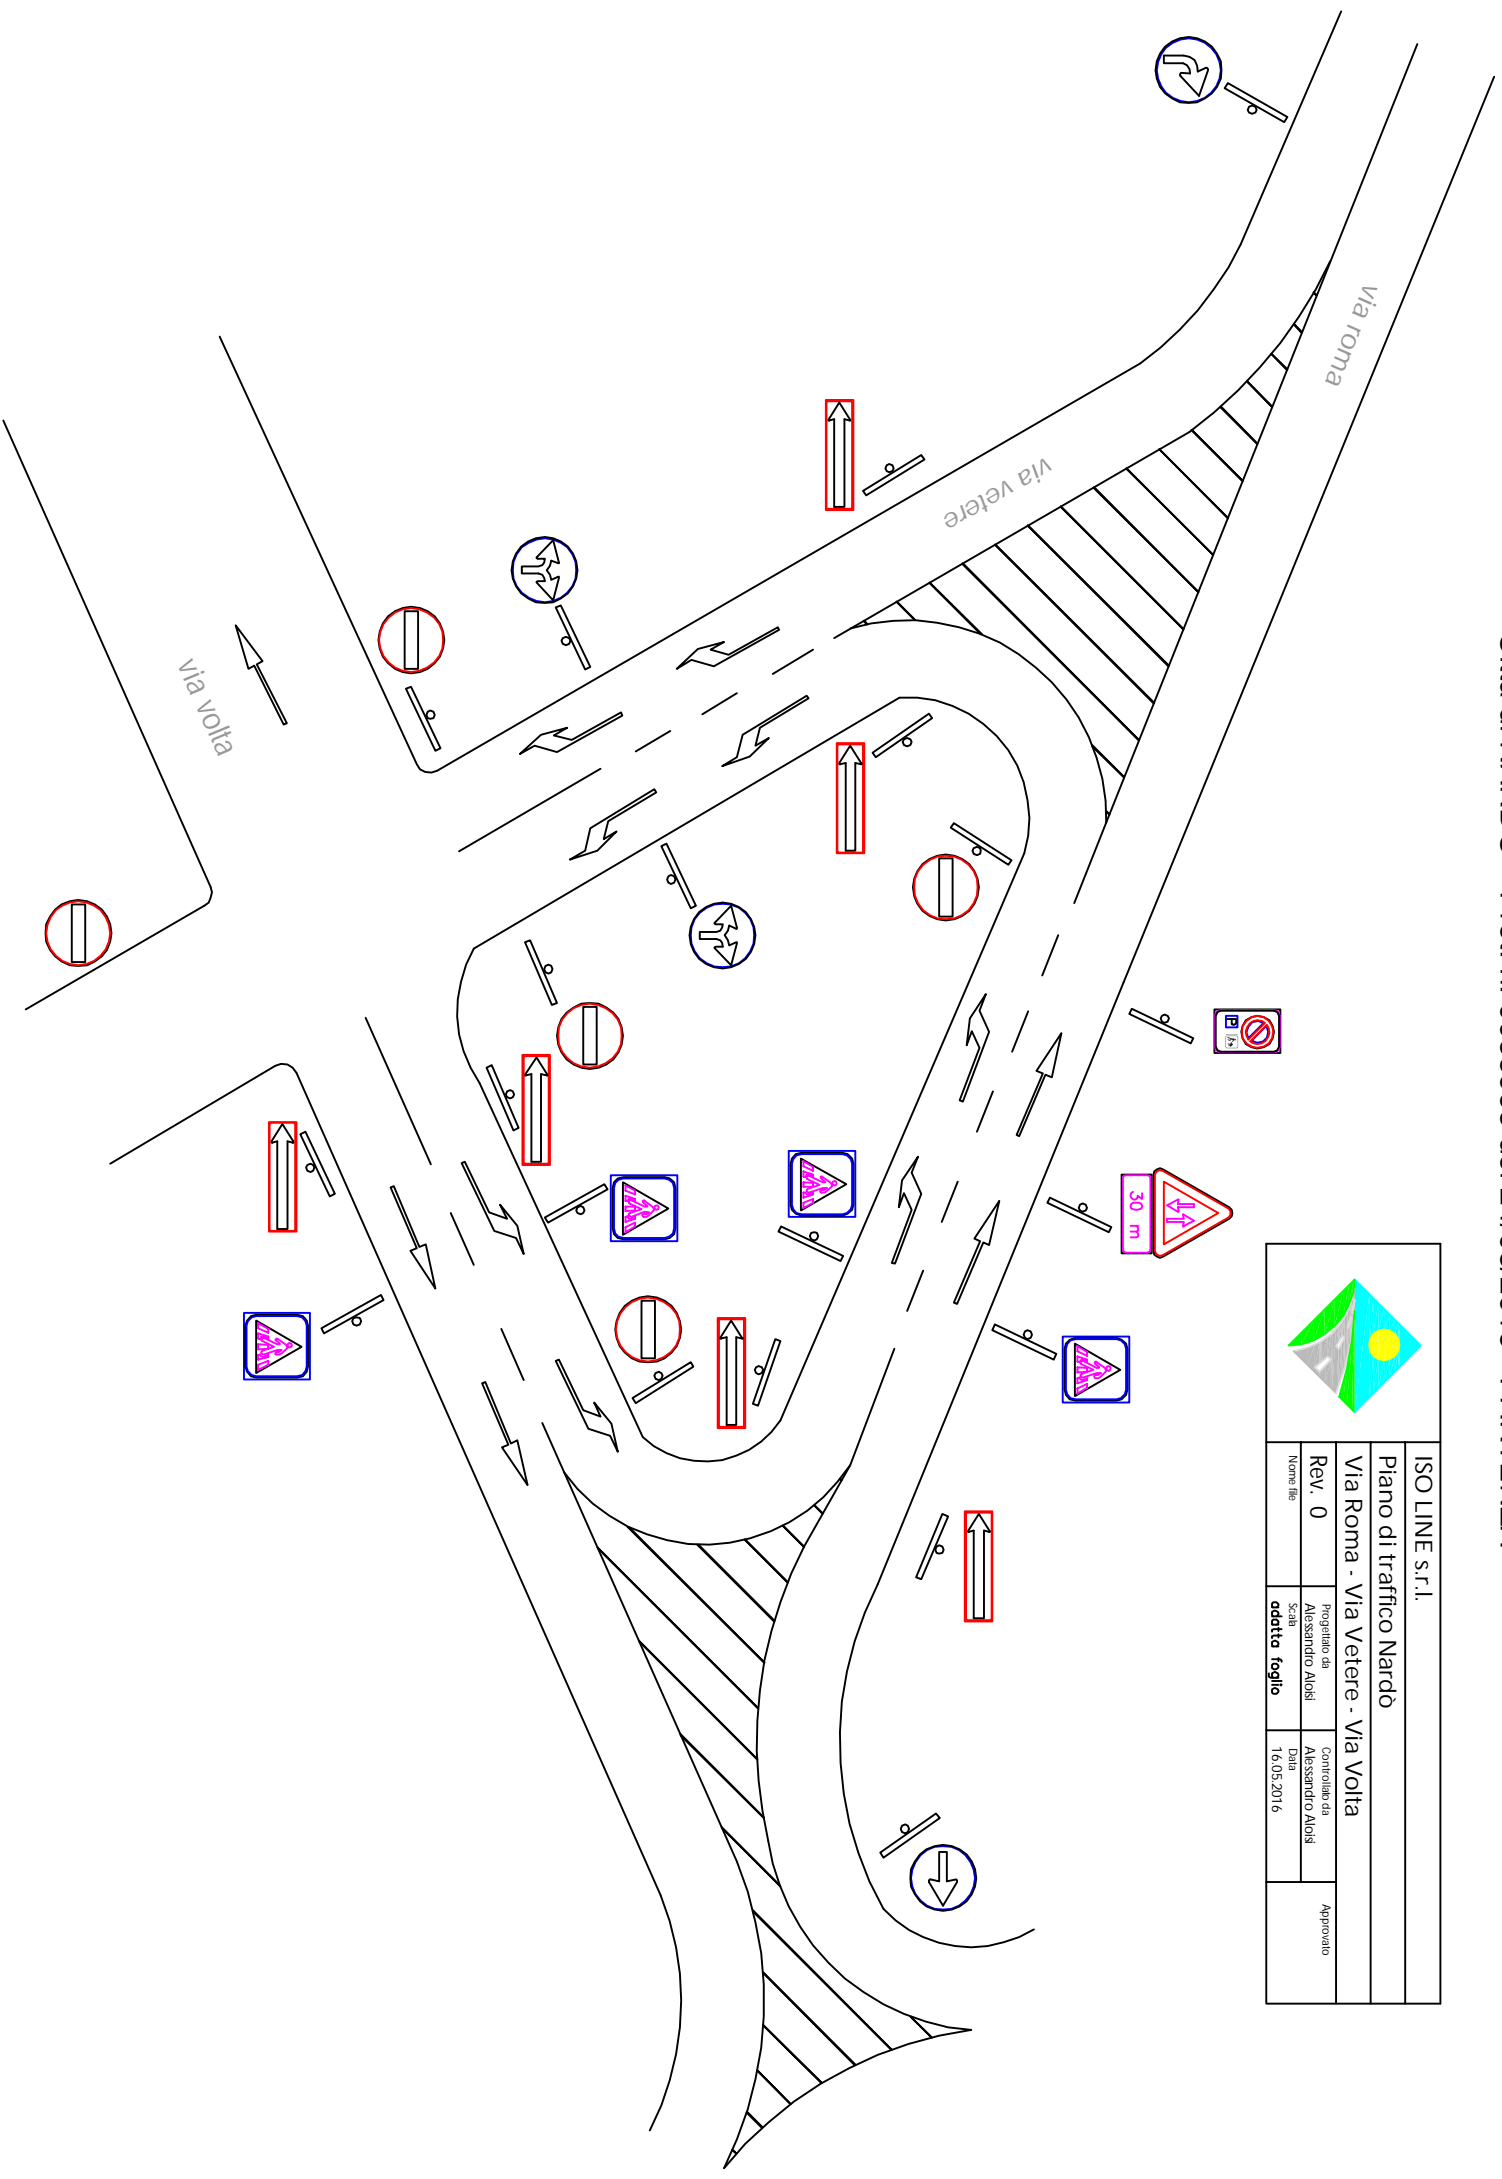 via roma
via vetere
via volta
30 m
P
ISO LINE s.r.l.
Piano di traffico Nardò
Via Roma - Via Vetere - Via Volta
Rev. 0
Progettato da
Alessandro Aloisi
Controllato da
Alessandro Aloisi
Approvato
Nome file
Scala
adatta foglio
Data
16.05.2016